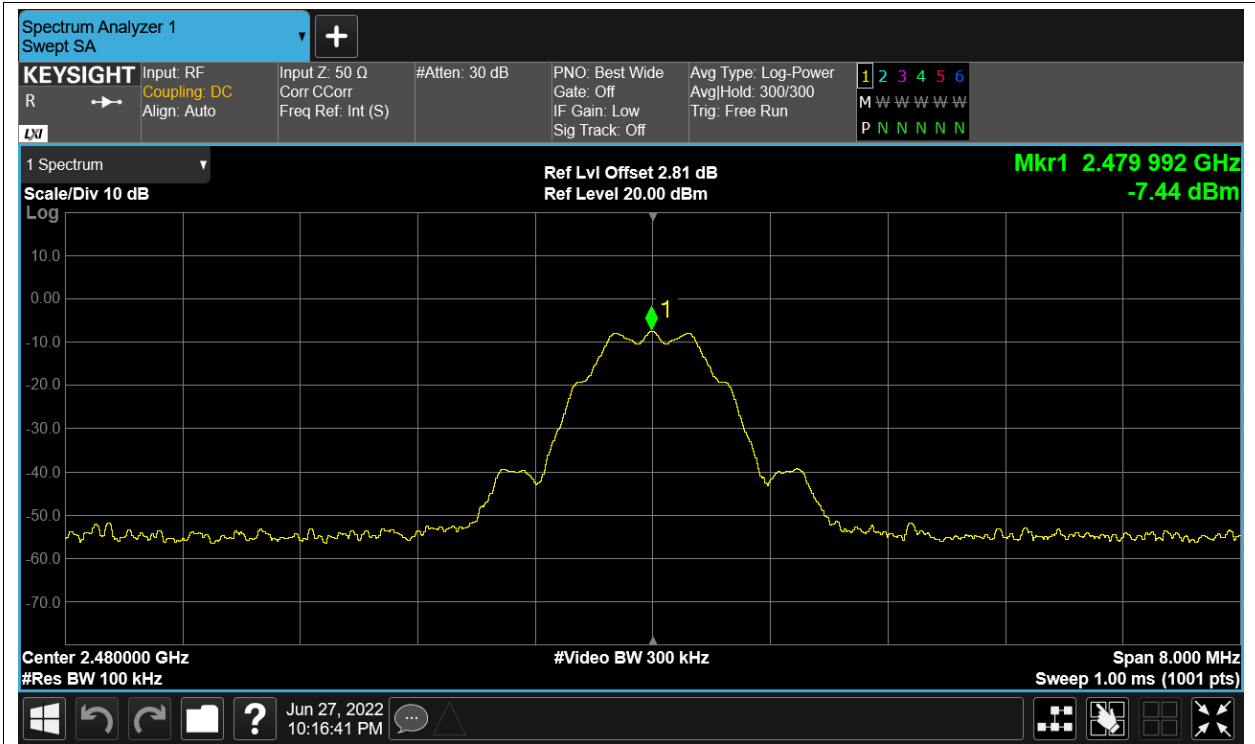 Spectrum Analyzer 1
Swept SA
+
KEYSIGHT
R
LXI
Input: RF
Coupling: DC
Align: Auto
Input Z: 50 Ω
Corr CCorr
Freq Ref: Int (S)
#Atten: 30 dB
PNO: Best Wide
Gate: Off
IF Gain: Low
Sig Track: Off
Avg Type: Log-Power
Avg|Hold: 300/300
Trig: Free Run
1 2 3 4 5 6
M W W W W W
P N N N N N
1 Spectrum
Scale/Div 10 dB
Log
Ref Lvl Offset 2.81 dB
Ref Level 20.00 dBm
Mkr1 2.479 992 GHz
-7.44 dBm
10.0
0.00
-10.0
-20.0
-30.0
-40.0
-50.0
-60.0
-70.0
1
Center 2.480000 GHz
#Res BW 100 kHz
#Video BW 300 kHz
Span 8.000 MHz
Sweep 1.00 ms (1001 pts)
?
Jun 27, 2022
10:16:41 PM